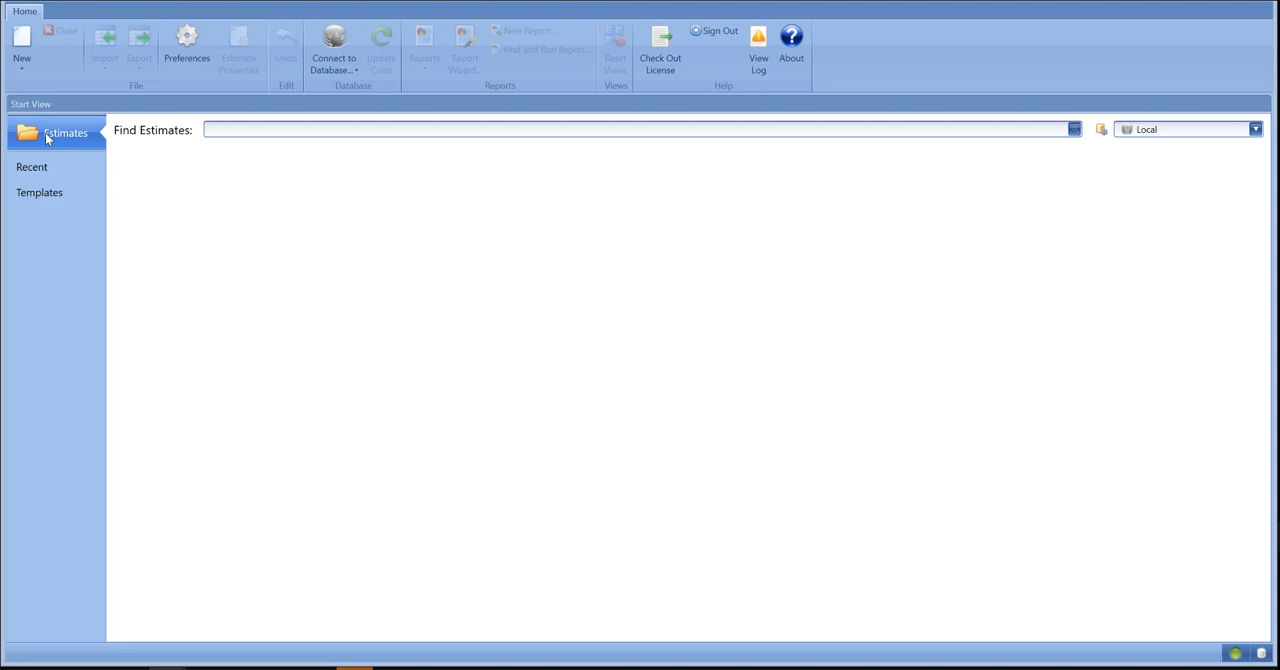 Home
New
Close
Import
Export
Preferences
Estimate
Properties
File
Undo
Edit
Connect to
Database...
Update
Costs
Database
Reports
Report
Wizard...
New Report...
Find and Run Report...
Reports
Reset
Views
Views
Check Out
License
Sign Out
View
Log
About
Help
Start View
Estimates
Recent
Templates
Find Estimates:
Local